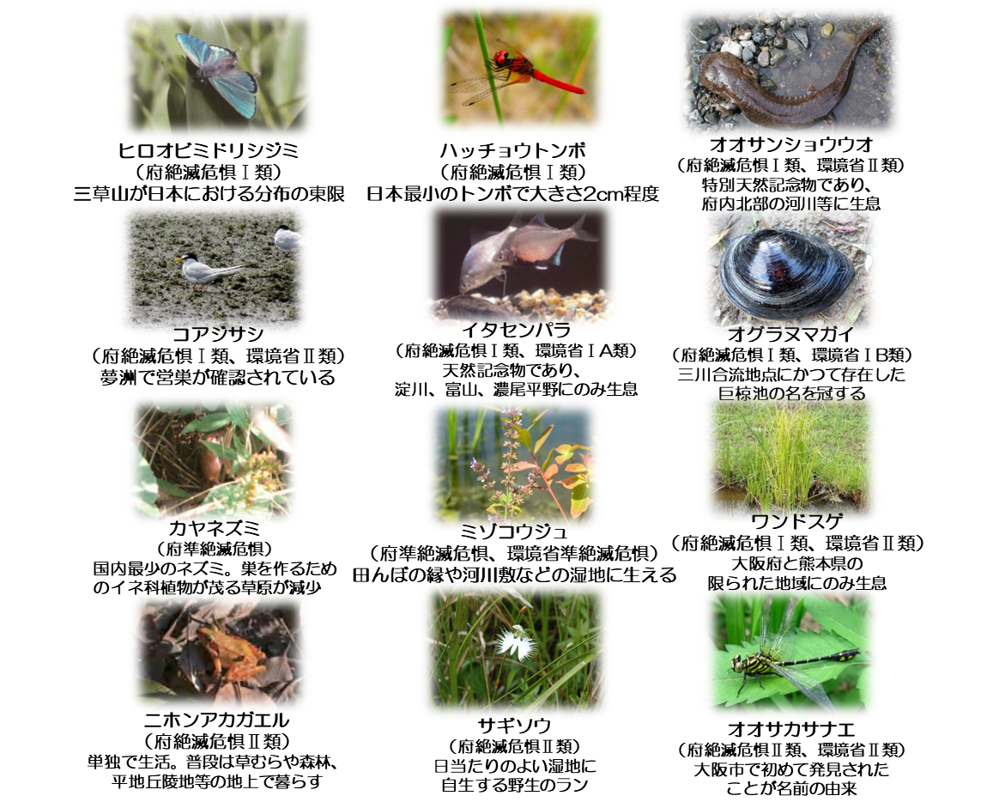 ヒロオビミドリシジミ
（府絶滅危惧Ⅰ類）
三草山が日本における分布の東限
ハッチョウトンボ
（府絶滅危惧Ⅰ類）
日本最小のトンボで大きさ2cm程度
オオサンショウウオ
（府絶滅危惧Ⅰ類、環境省Ⅱ類）
特別天然記念物であり、
府内北部の河川等に生息
コアジサシ
（府絶滅危惧Ⅰ類、環境省Ⅱ類）
夢洲で営巣が確認されている
イタセンパラ
（府絶滅危惧Ⅰ類、環境省ⅠA類）
天然記念物であり、
淀川、富山、濃尾平野にのみ生息
オグラヌマガイ
（府絶滅危惧Ⅰ類、環境省ⅠB類）
三川合流地点にかつて存在した
巨椋池の名を冠する
カヤネズミ
（府準絶滅危惧）
国内最少のネズミ。巣を作るため
のイネ科植物が茂る草原が減少
ミゾコウジュ
（府準絶滅危惧、環境省準絶滅危惧）
田んぼの縁や河川敷などの湿地に生える
ワンドスゲ
（府絶滅危惧Ⅰ類、環境省Ⅱ類）
大阪府と熊本県の
限られた地域にのみ生息
ニホンアカガエル
（府絶滅危惧Ⅱ類）
単独で生活。普段は草むらや森林、
平地丘陵地等の地上で暮らす
サギソウ
（府絶滅危惧Ⅱ類）
日当たりのよい湿地に
自生する野生のラン
オオサカサナエ
（府絶滅危惧Ⅱ類、環境省Ⅱ類）
大阪市で初めて発見された
ことが名前の由来